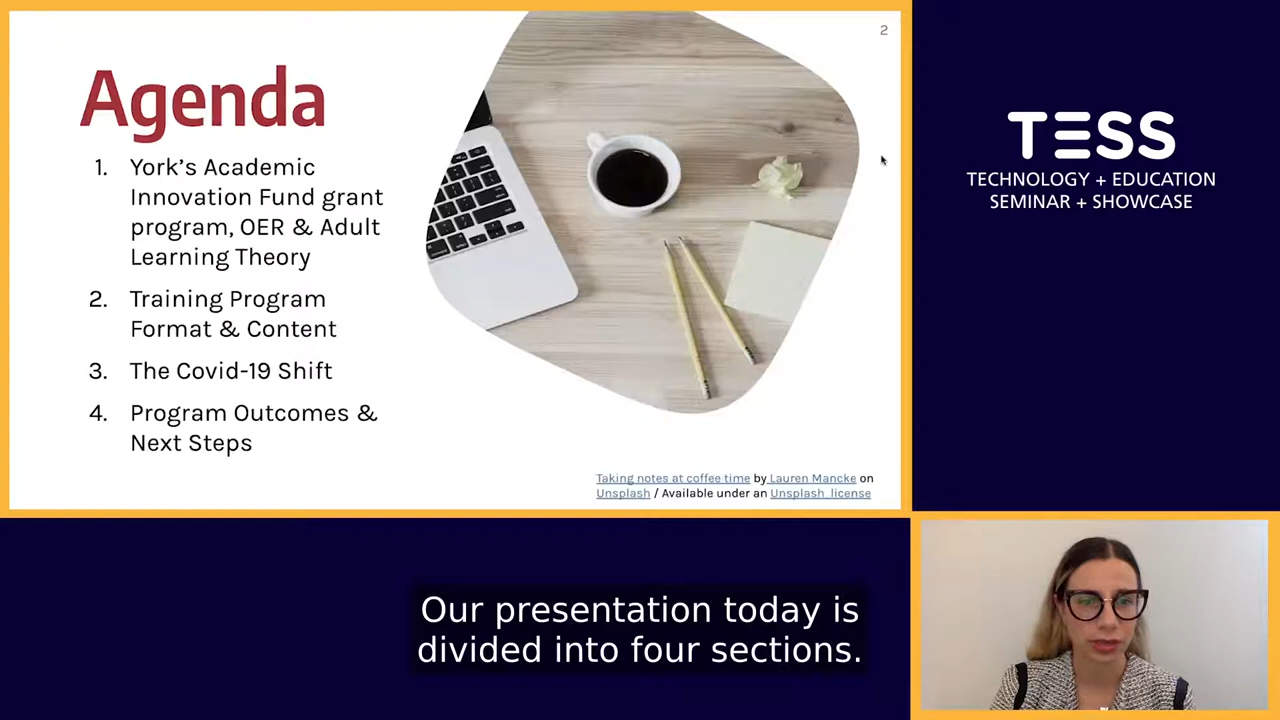 2
Agenda
1. York’s Academic
Innovation Fund grant
program, OER & Adult
Learning Theory
2. Training Program
Format & Content
3. The Covid-19 Shift
4. Program Outcomes &
Next Steps
Taking notes at coffee time by Lauren Mancke on
Unsplash / Available under an Unsplash license
TESS
TECHNOLOGY + EDUCATION
SEMINAR + SHOWCASE
Our presentation today is
divided into four sections.